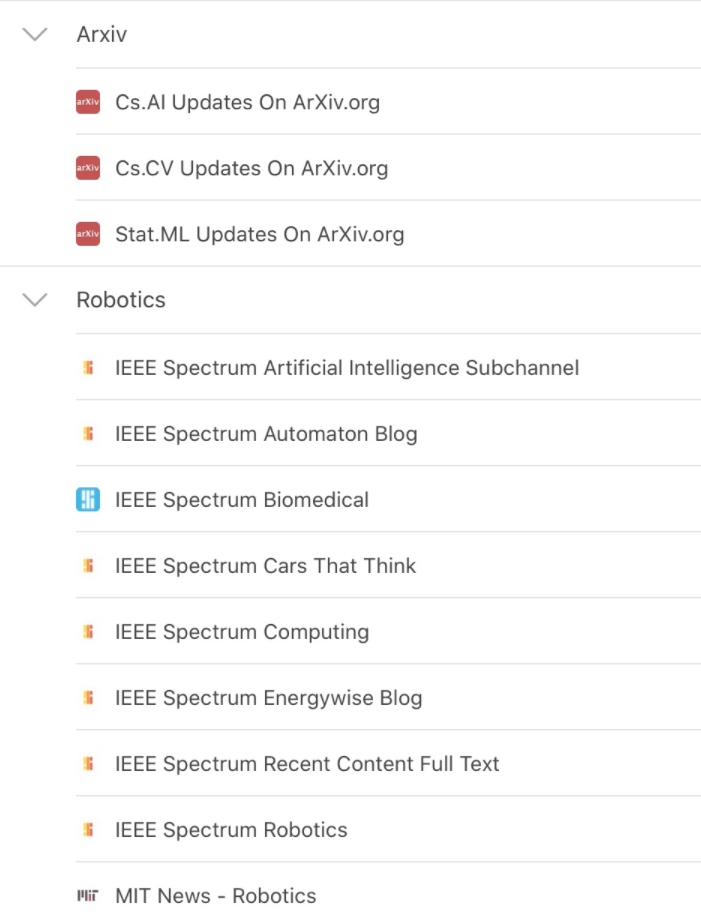 Arxiv
arXiv Cs.AI Updates On ArXiv.org
arXiv Cs.CV Updates On ArXiv.org
arXiv Stat.ML Updates On ArXiv.org
Robotics
IEEE Spectrum Artificial Intelligence Subchannel
IEEE Spectrum Automaton Blog
IEEE Spectrum Biomedical
IEEE Spectrum Cars That Think
IEEE Spectrum Computing
IEEE Spectrum Energywise Blog
IEEE Spectrum Recent Content Full Text
IEEE Spectrum Robotics
MIT MIT News - Robotics